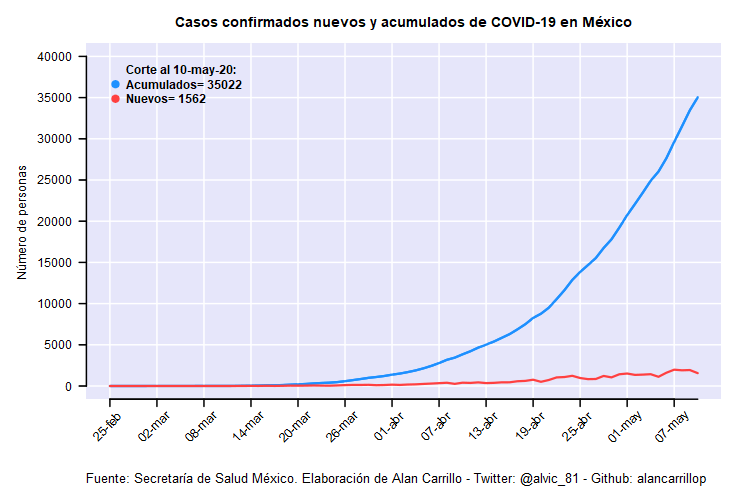 Casos confirmados nuevos y acumulados de COVID-19 en México
Corte al 10-may-20:
Acumulados= 35022
Nuevos= 1562
Número de personas
40000
35000
30000
25000
20000
15000
10000
5000
0
25-feb
02-mar
08-mar
14-mar
20-mar
26-mar
01-abr
07-abr
13-abr
19-abr
25-abr
01-may
07-may
Fuente: Secretaría de Salud México. Elaboración de Alan Carrillo - Twitter: @alvic_81 - Github: alancarrillop